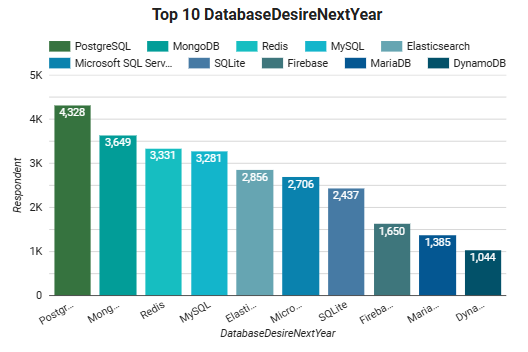 Top 10 DatabaseDesireNextYear
PostgreSQL MongoDB Redis MySQL Elasticsearch
Microsoft SQL Serv... SQLite Firebase MariaDB DynamoDB
5K
4K
3K
2K
1K
0
Respondent
4,328
3,649
3,331
3,281
2,856
2,706
2,437
1,650
1,385
1,044
Postgr... Mong... Redis MySQL Elasti... Micro... SQLite Fireba... Maria... Dyna...
DatabaseDesireNextYear